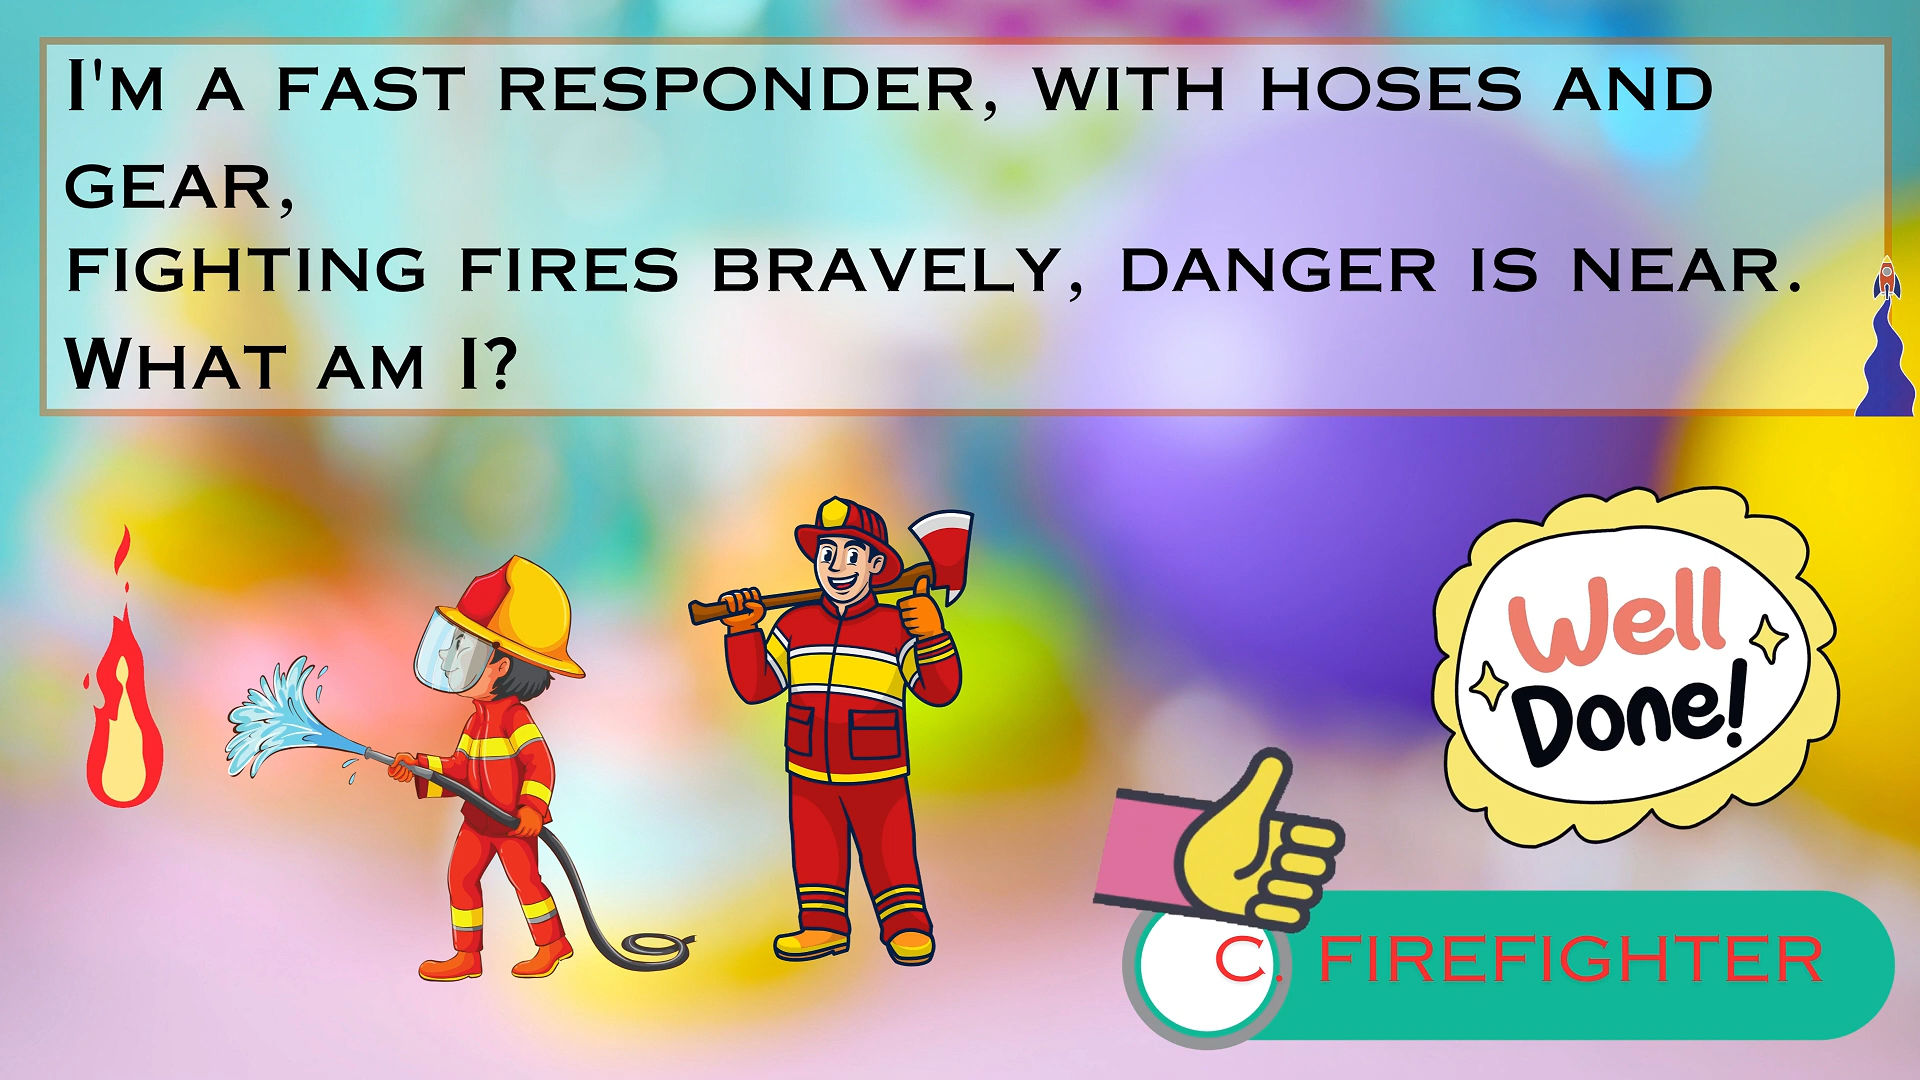 I'm a fast responder, with hoses and
gear,
fighting fires bravely, danger is near.
What am I?
Well
Done!
C. FIREFIGHTER